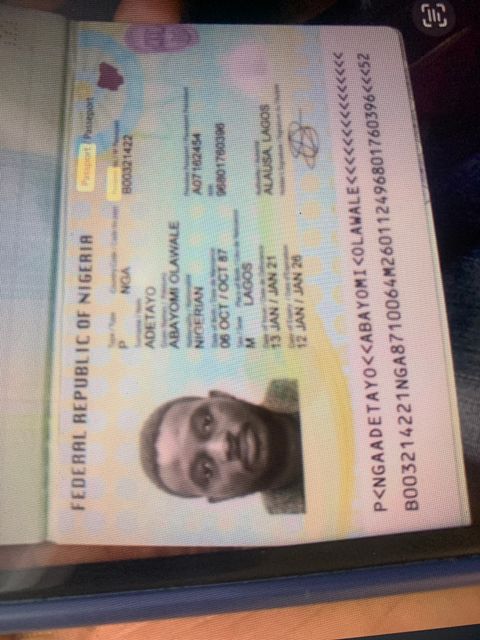 FEDERAL REPUBLIC OF NIGERIA
Passport / Passeport
Type / Type
Country Code / Code du pays
P
NGA
B00321422
Surname / Nom
ADETAYO
Given Names / Prénoms
ABAYOMI OLAWALE
Nationality / Nationalité
Previous Passport / Passeport Précédent
NIGERIAN
A07162454
Date of Birth / Date de Naissance
06 OCT / OCT 87
96801760396
Sex / Sexe
Place of Birth / Lieu de Naissance
M
LAGOS
Date of Issue / Date de Délivrance
Authority / Autorité
13 JAN / JAN 21
ALAUSA, LAGOS
Date of Expiry / Date d'Expiration
Holder's Signature
12 JAN / JAN 26
P<NGAADETAYO<<ABAYOMI<OLAWALE<<<<<<<<<<<<<<<
B003214221NGA8710064M260112496801760396<<<52